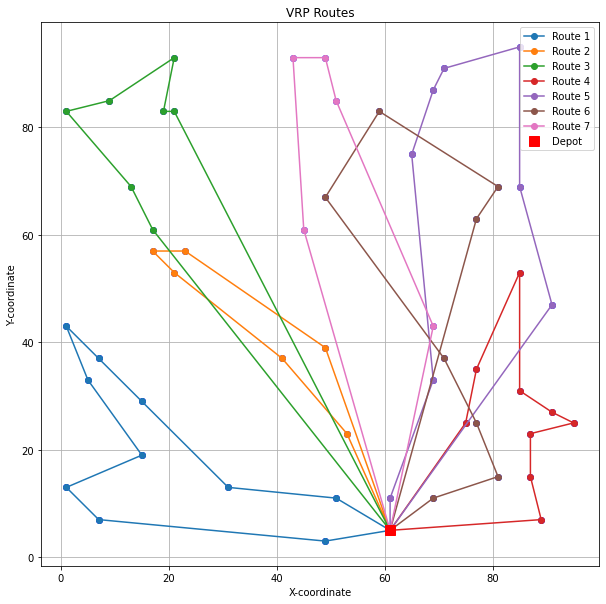 VRP Routes
Route 1
Route 2
Route 3
Route 4
Route 5
Route 6
Route 7
Depot
Y-coordinate
80
60
40
20
0
0 20 40 60 80
X-coordinate